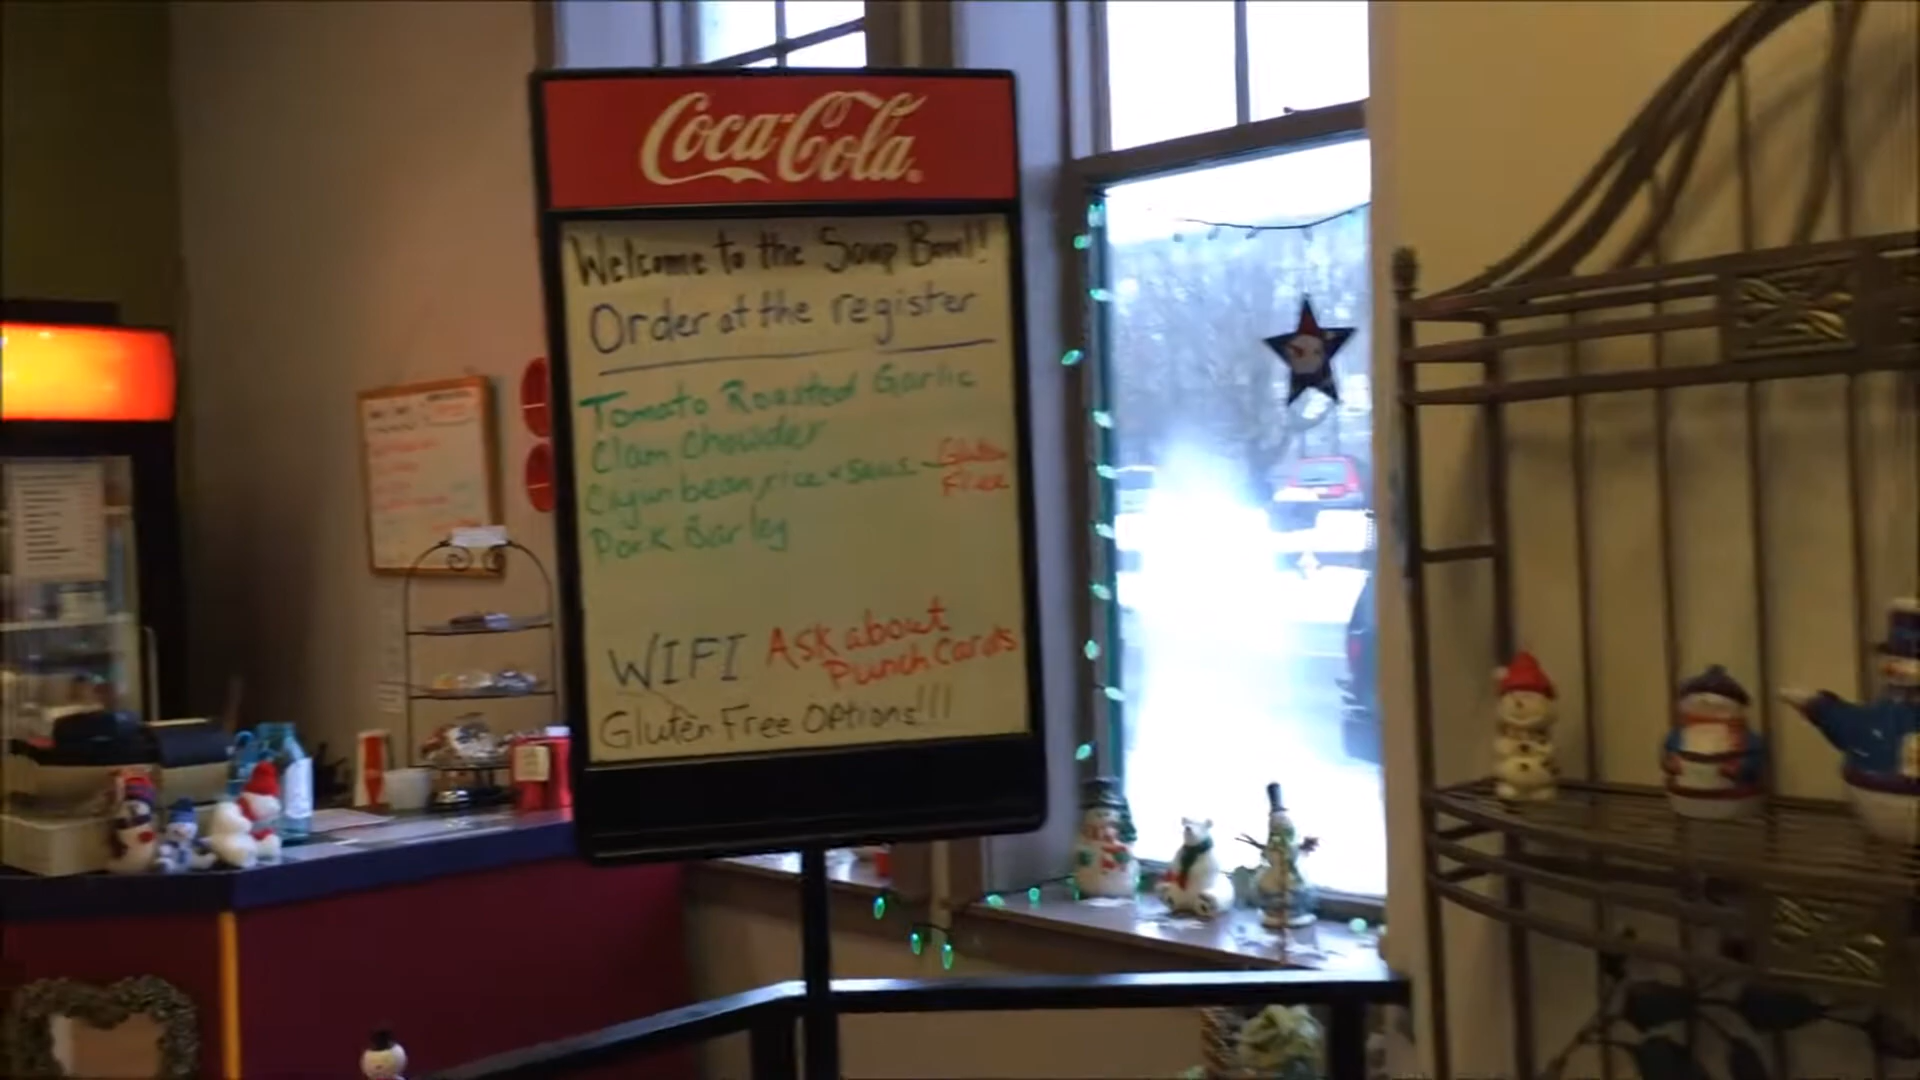 Coca-Cola
Welcome to the Soup Bowl!
Order at the register
Tomato Roasted Garlic
Clam Chowder
Cajun bean, rice + saus - Gluten Free
Pork Barley
WIFI Ask about Punch Cards
Gluten Free Options!!!